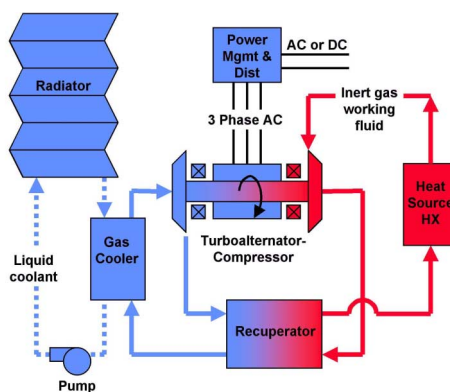 Radiator
Power
Mgmt &
Dist
AC or DC
3 Phase AC
Inert gas
working
fluid
Heat
Source
HX
Gas
Cooler
Turboalternator-
Compressor
Liquid
coolant
Recuperator
Pump